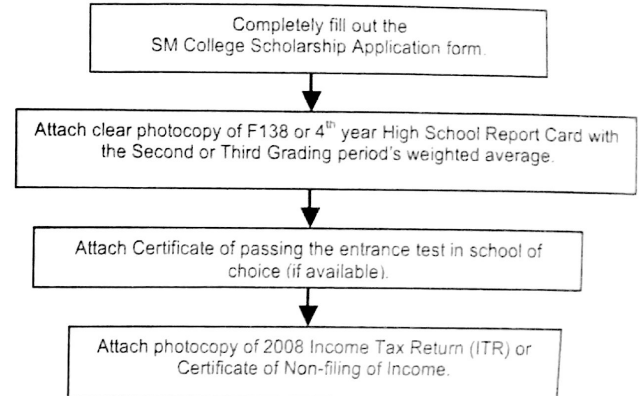 Completely fill out the
SM College Scholarship Application form.
Attach clear photocopy of F138 or 4th year High School Report Card with
the Second or Third Grading period's weighted average.
Attach Certificate of passing the entrance test in school of
choice (if available).
Attach photocopy of 2008 Income Tax Return (ITR) or
Certificate of Non-filing of Income.